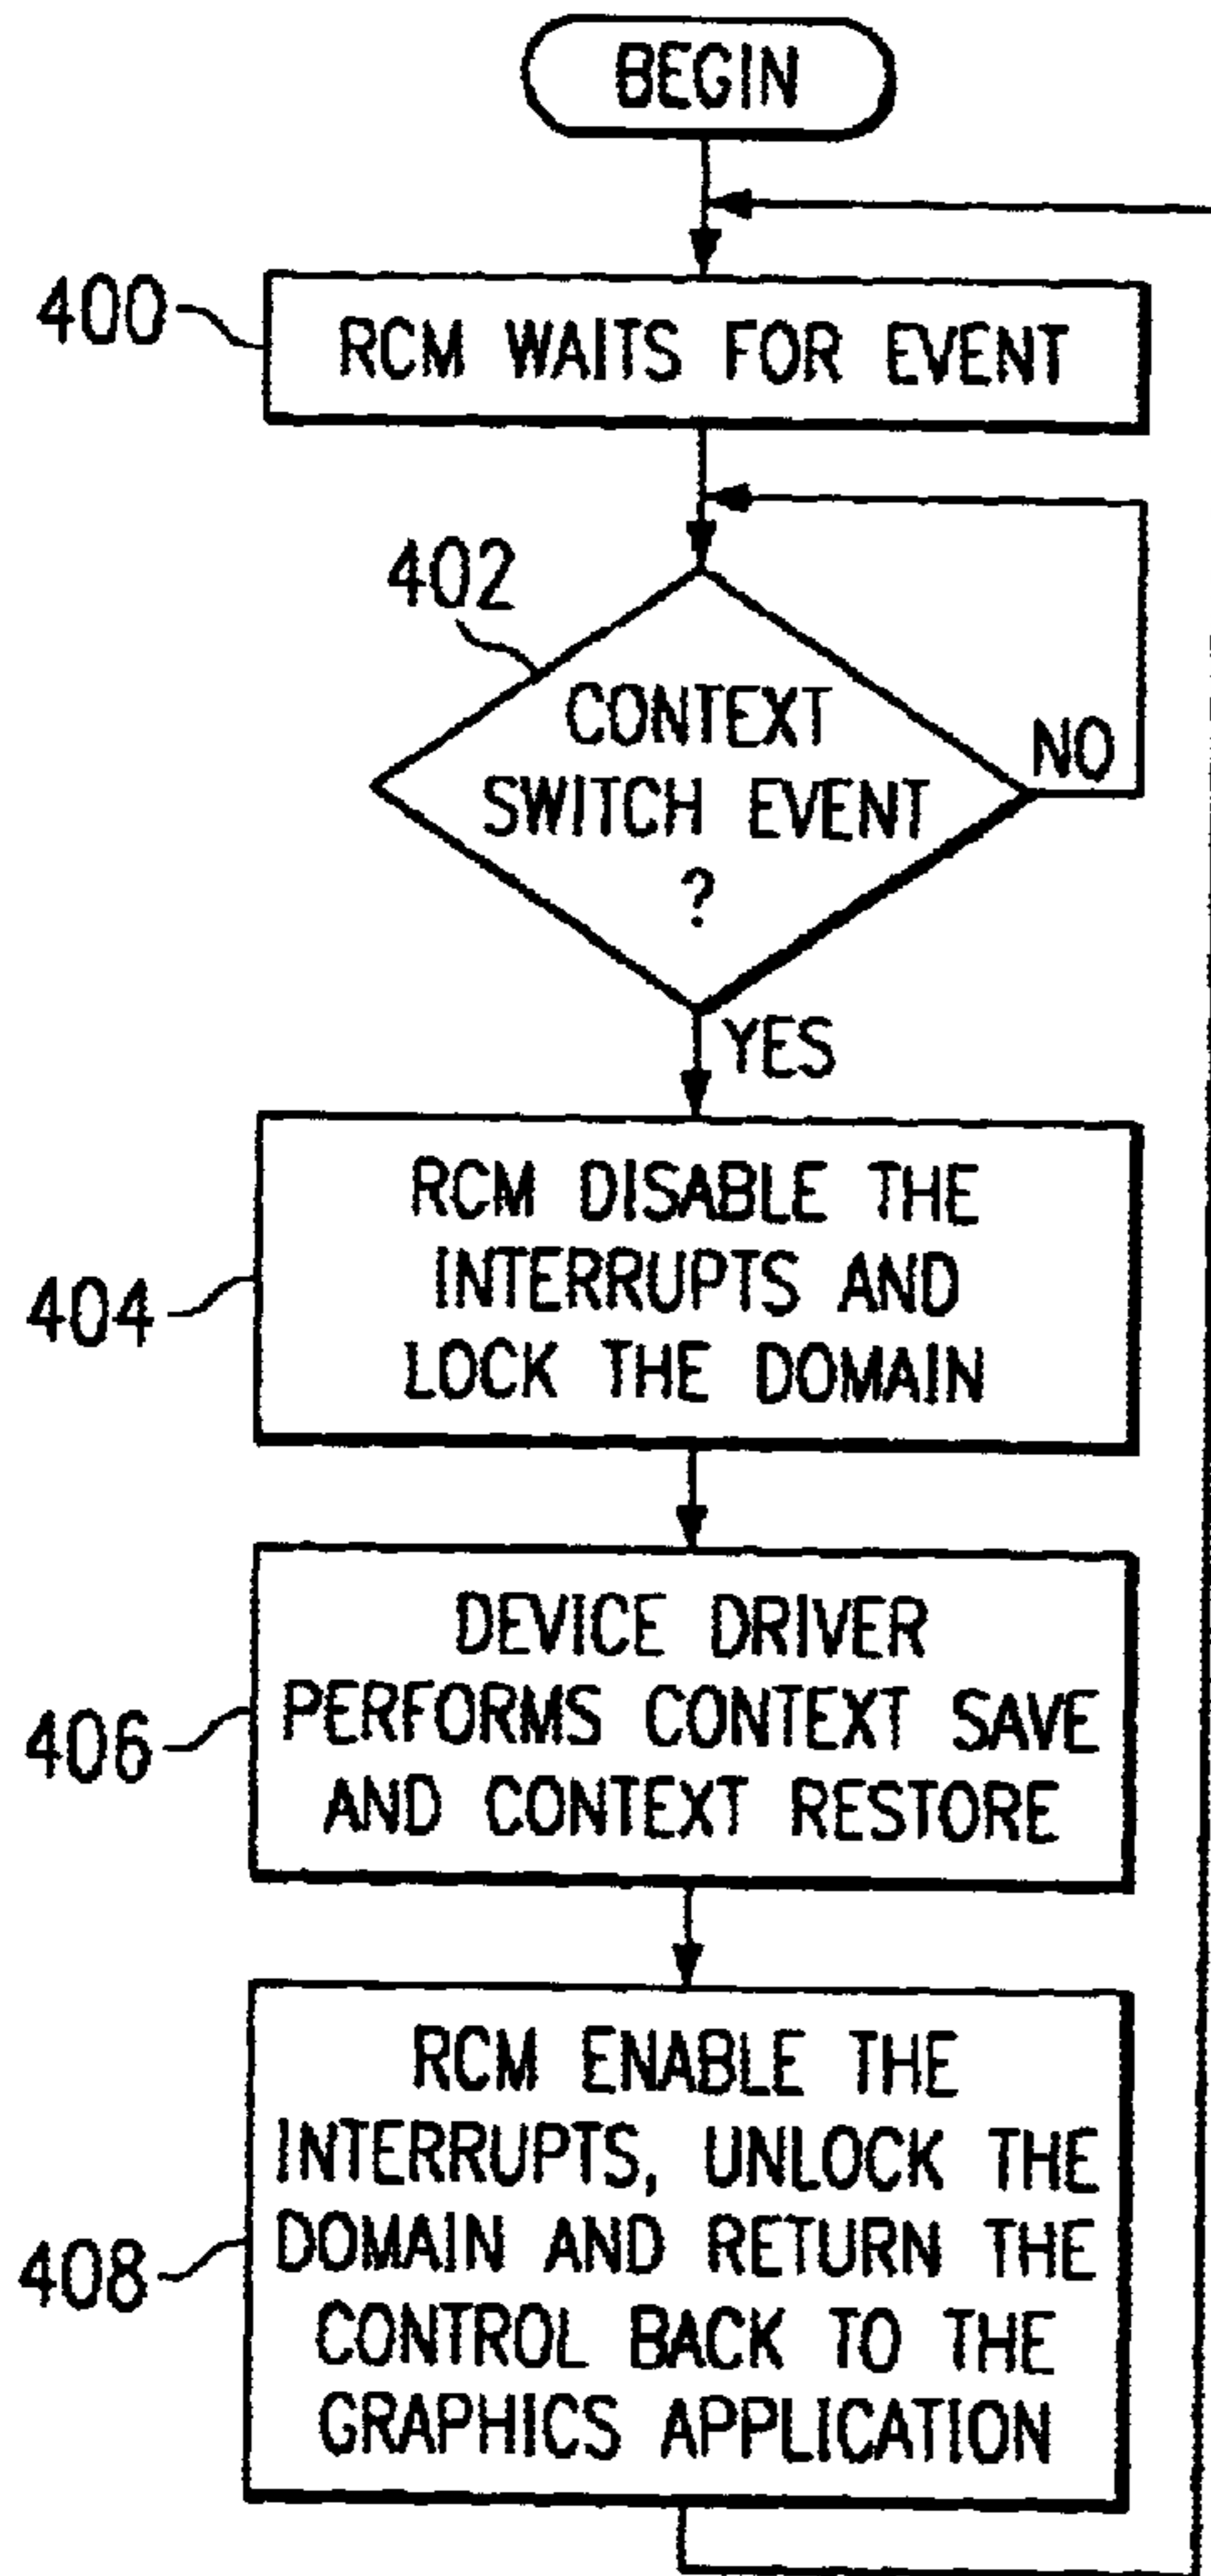 BEGIN
400
RCM WAITS FOR EVENT
402
CONTEXT
SWITCH EVENT
?
NO
YES
404
RCM DISABLE THE
INTERRUPTS AND
LOCK THE DOMAIN
406
DEVICE DRIVER
PERFORMS CONTEXT SAVE
AND CONTEXT RESTORE
408
RCM ENABLE THE
INTERRUPTS, UNLOCK THE
DOMAIN AND RETURN THE
CONTROL BACK TO THE
GRAPHICS APPLICATION